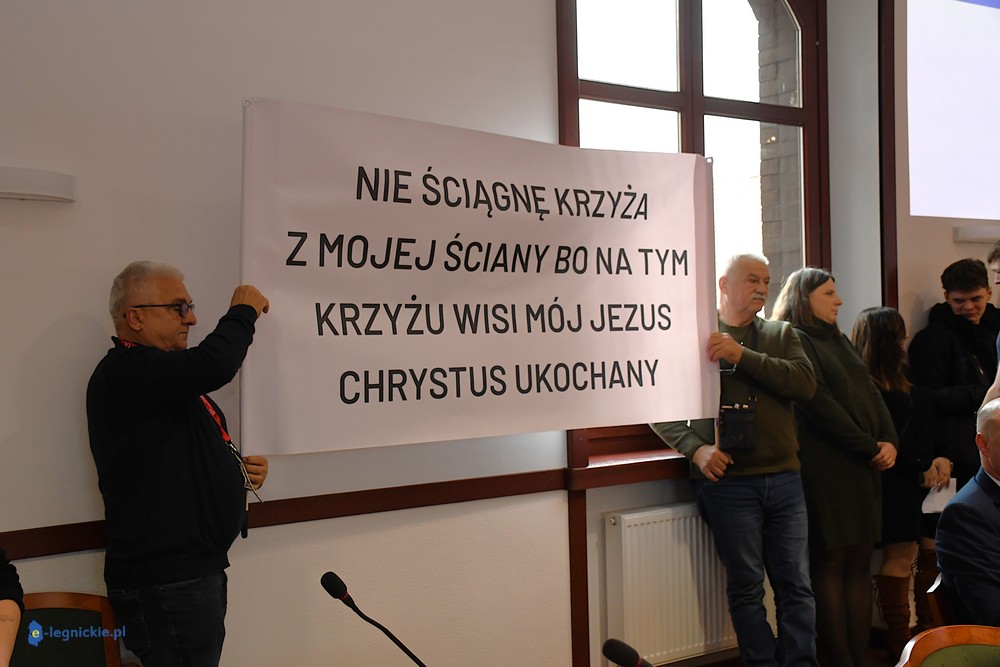 NIE ŚCIĄGNĘ KRZYŻA
Z MOJEJ ŚCIANY BO NA TYM
KRZYŻU WISI MÓJ JEZUS
CHRYSTUS UKOCHANY
e-legnickie.pl